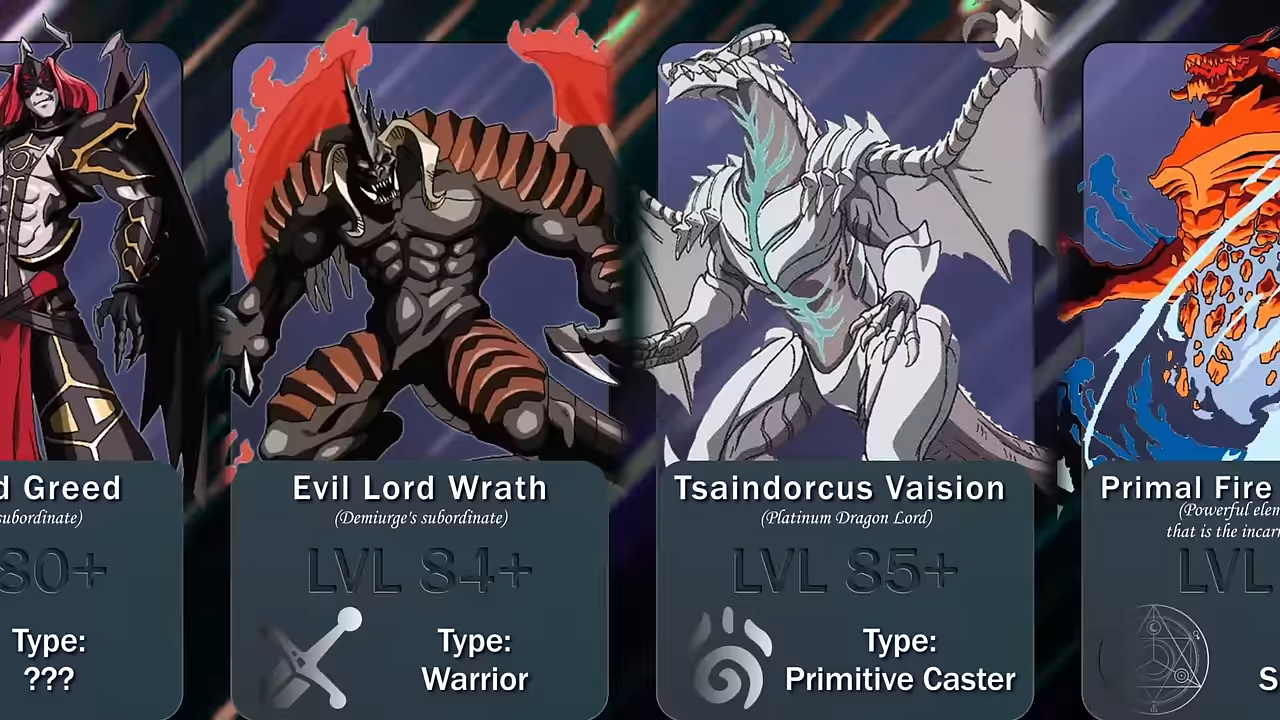 d Greed
subordinate)
80+
Type:
???
Evil Lord Wrath
(Demiurge's subordinate)
LVL 84+
Type:
Warrior
Tsaindorcus Vaision
(Platinum Dragon Lord)
LVL 85+
Type:
Primitive Caster
Primal Fire
(Powerful elem
that is the incar
LVL
S